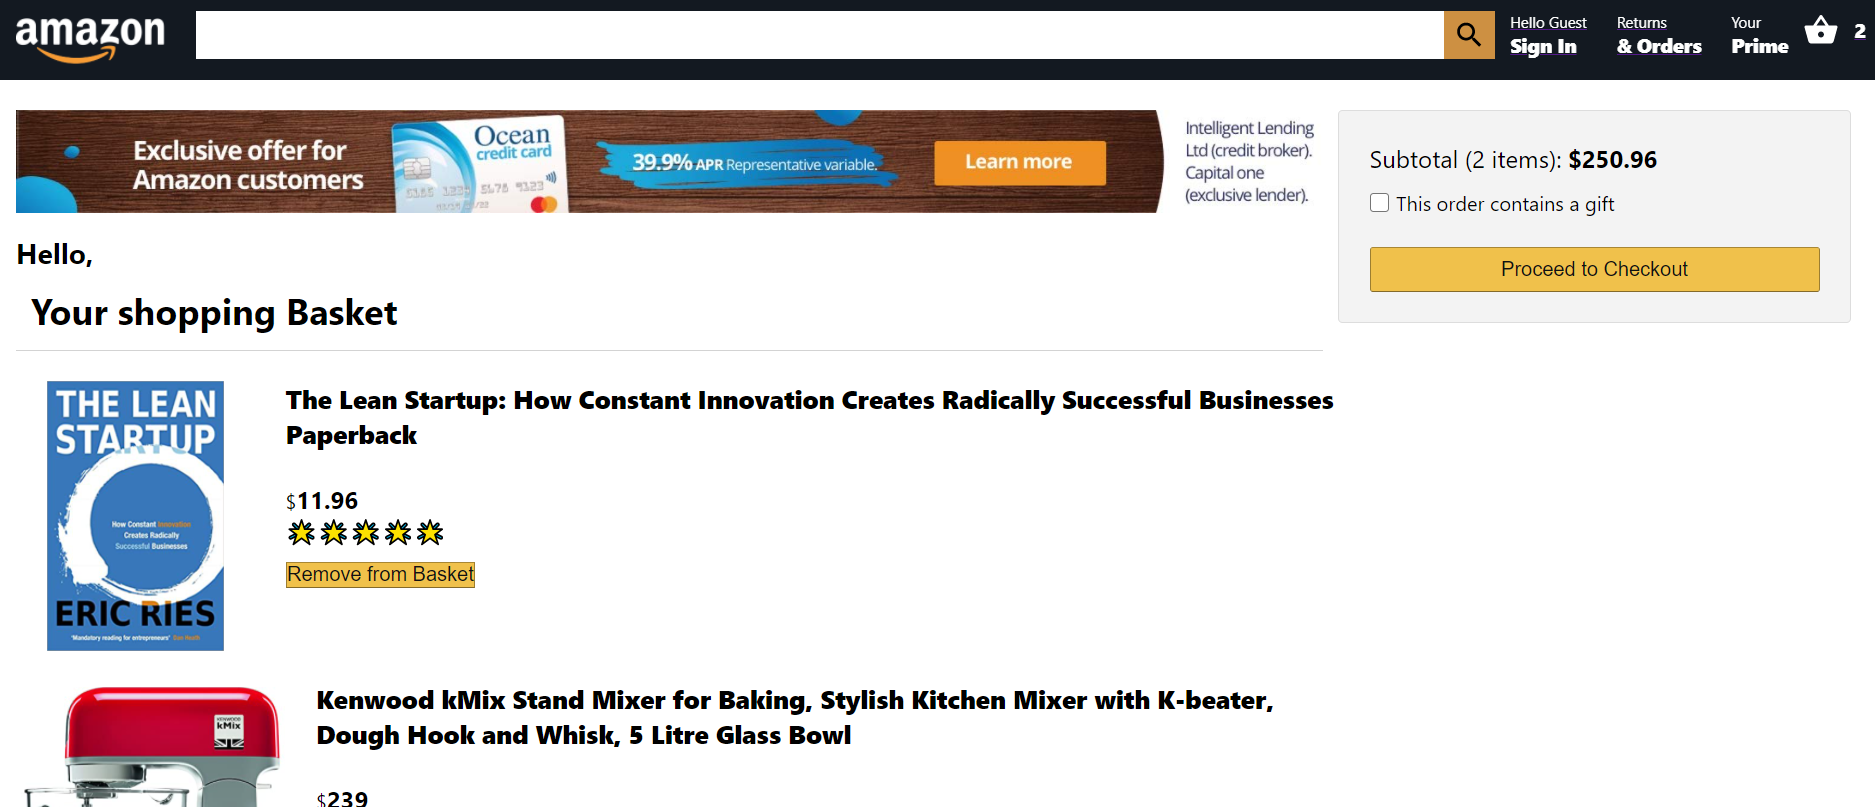 amazon
Hello Guest
Sign In
Returns
& Orders
Your
Prime
2
Exclusive offer for
Amazon customers
Ocean
credit card
39.9% APR Representative variable.
Learn more
Intelligent Lending
Ltd (credit broker).
Capital one
(exclusive lender).
Subtotal (2 items): $250.96
This order contains a gift
Proceed to Checkout
Hello,
Your shopping Basket
THE LEAN
STARTUP
How Constant Innovation
Creates Radically
Successful Businesses
ERIC RIES
'Mandatory reading for entrepreneurs' Dan Heath
The Lean Startup: How Constant Innovation Creates Radically Successful Businesses
Paperback
$11.96
Remove from Basket
KENWOOD
kMix
Kenwood kMix Stand Mixer for Baking, Stylish Kitchen Mixer with K-beater,
Dough Hook and Whisk, 5 Litre Glass Bowl
$239